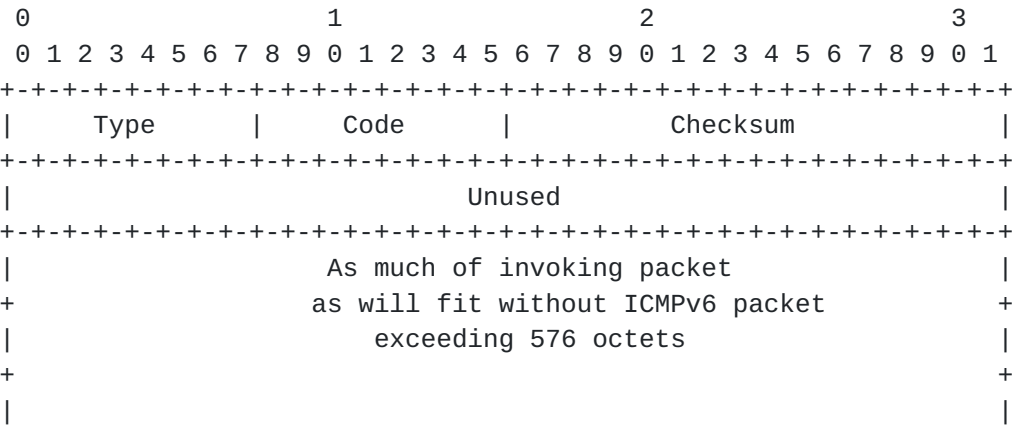 0                   1                   2                   3
 0 1 2 3 4 5 6 7 8 9 0 1 2 3 4 5 6 7 8 9 0 1 2 3 4 5 6 7 8 9 0 1
+-+-+-+-+-+-+-+-+-+-+-+-+-+-+-+-+-+-+-+-+-+-+-+-+-+-+-+-+-+-+-+-+
|     Type      |     Code      |          Checksum             |
+-+-+-+-+-+-+-+-+-+-+-+-+-+-+-+-+-+-+-+-+-+-+-+-+-+-+-+-+-+-+-+-+
|                             Unused                            |
+-+-+-+-+-+-+-+-+-+-+-+-+-+-+-+-+-+-+-+-+-+-+-+-+-+-+-+-+-+-+-+-+
|                    As much of invoking packet                 |
+                   as will fit without ICMPv6 packet           +
|                       exceeding 576 octets                    |
+                                                               +
|                                                               |